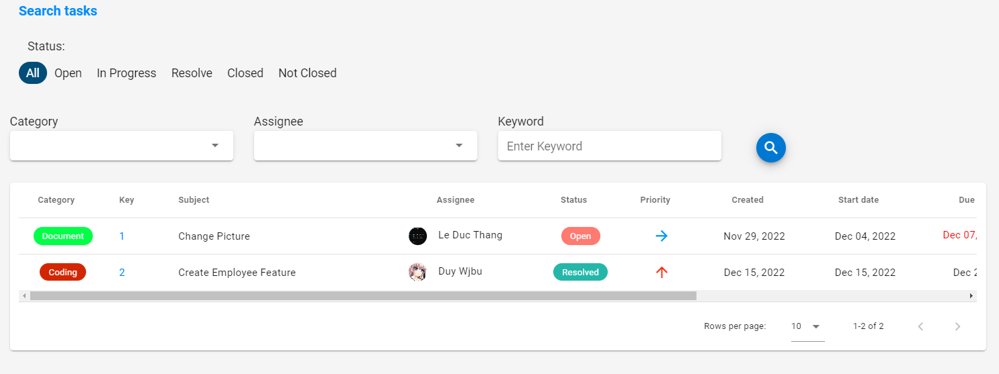 Search tasks
Status:
All Open In Progress Resolve Closed Not Closed
Category Assignee Keyword
Enter Keyword
Category Key Subject Assignee Status Priority Created Start date Due
Document 1 Change Picture Le Duc Thang Open Nov 29, 2022 Dec 04, 2022 Dec 07,
Coding 2 Create Employee Feature Duy Wjbu Resolved Dec 15, 2022 Dec 15, 2022 Dec 2
Rows per page: 10 1-2 of 2